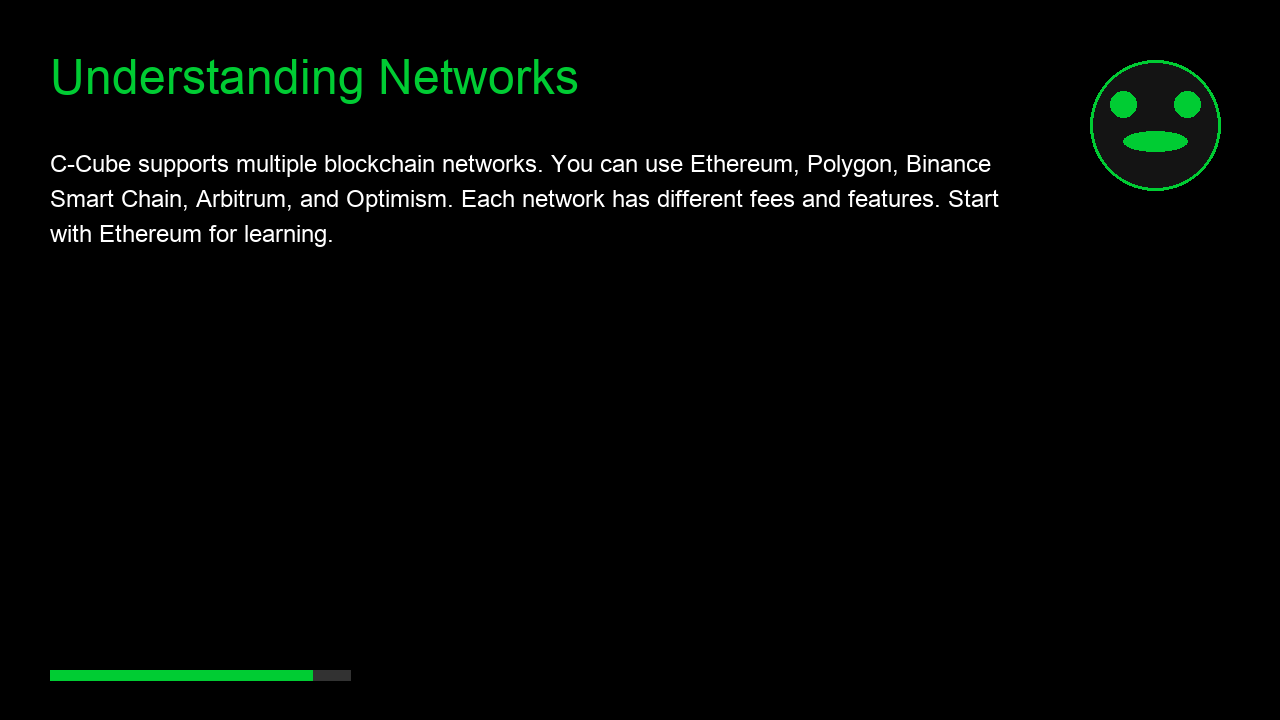 Understanding Networks
C-Cube supports multiple blockchain networks. You can use Ethereum, Polygon, Binance
Smart Chain, Arbitrum, and Optimism. Each network has different fees and features. Start
with Ethereum for learning.